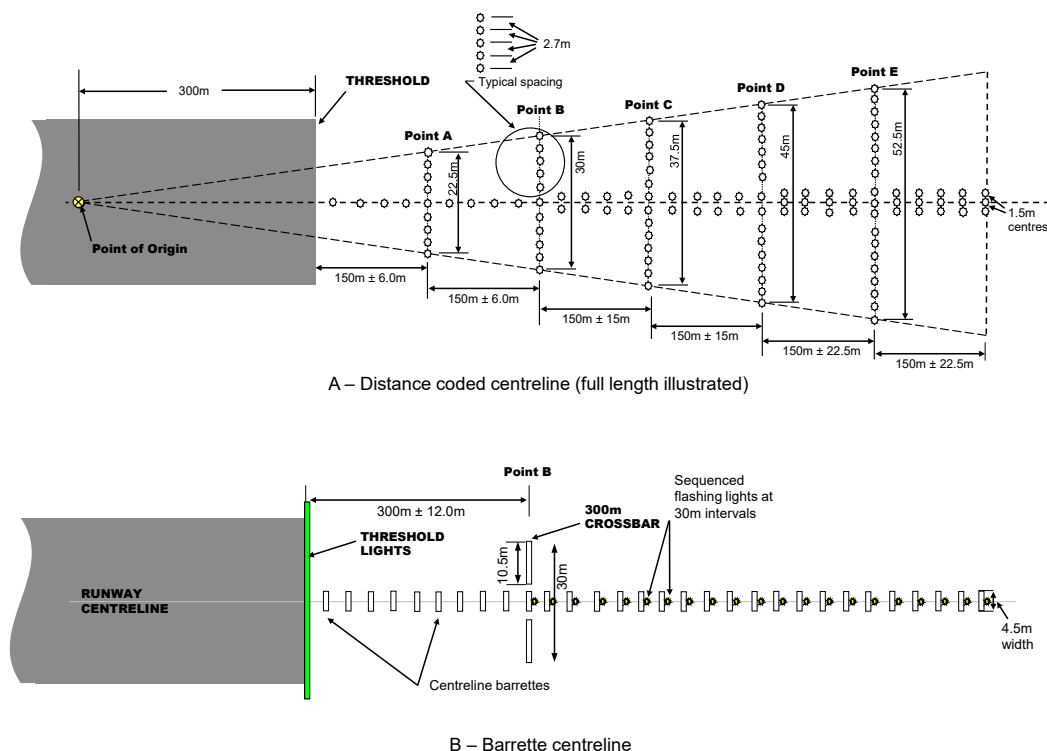 2.7m
Typical spacing
300m
THRESHOLD
Point A
Point B
Point C
Point D
Point E
22.5m
30m
37.5m
45m
52.5m
1.5m
centres
Point of Origin
150m ± 6.0m
150m ± 6.0m
150m ± 15m
150m ± 15m
150m ± 22.5m
150m ± 22.5m
A – Distance coded centreline (full length illustrated)
Point B
300m ± 12.0m
THRESHOLD
LIGHTS
300m
CROSSBAR
Sequenced
flashing lights at
30m intervals
10.5m
30m
RUNWAY
CENTRELINE
4.5m
width
Centreline barrettes
B – Barrette centreline